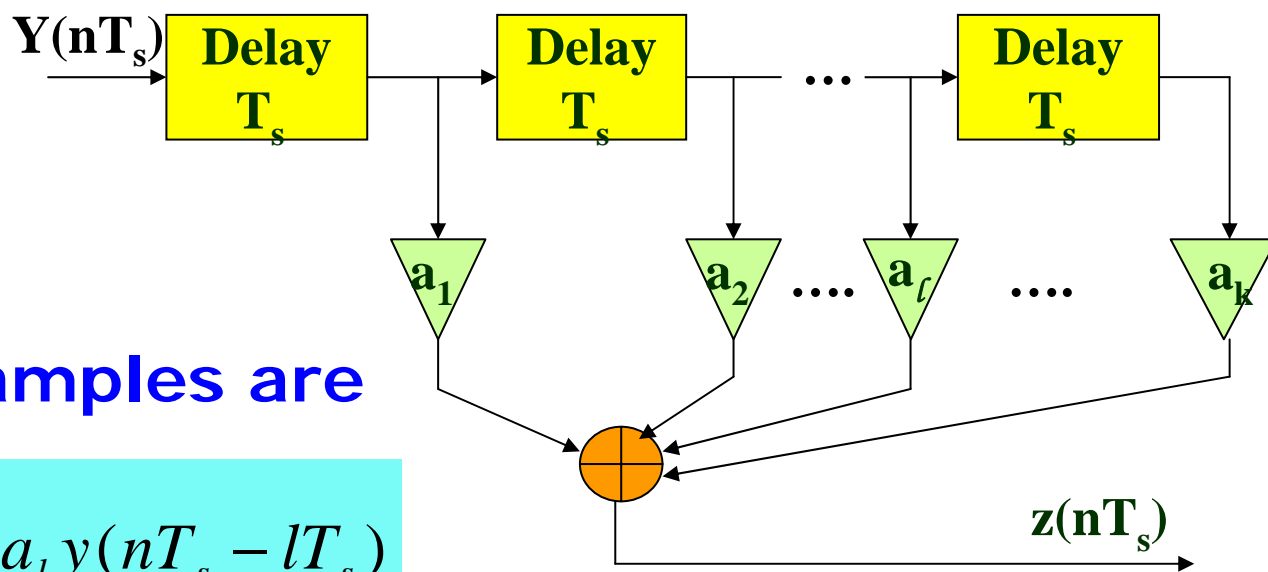 Y(nTₛ)
Delay
Tₛ
Delay
Tₛ
...
Delay
Tₛ
a₁
a₂
....
aℓ
....
aₖ
amples are
aₗ y(nTₛ − lTₛ)
z(nTₛ)